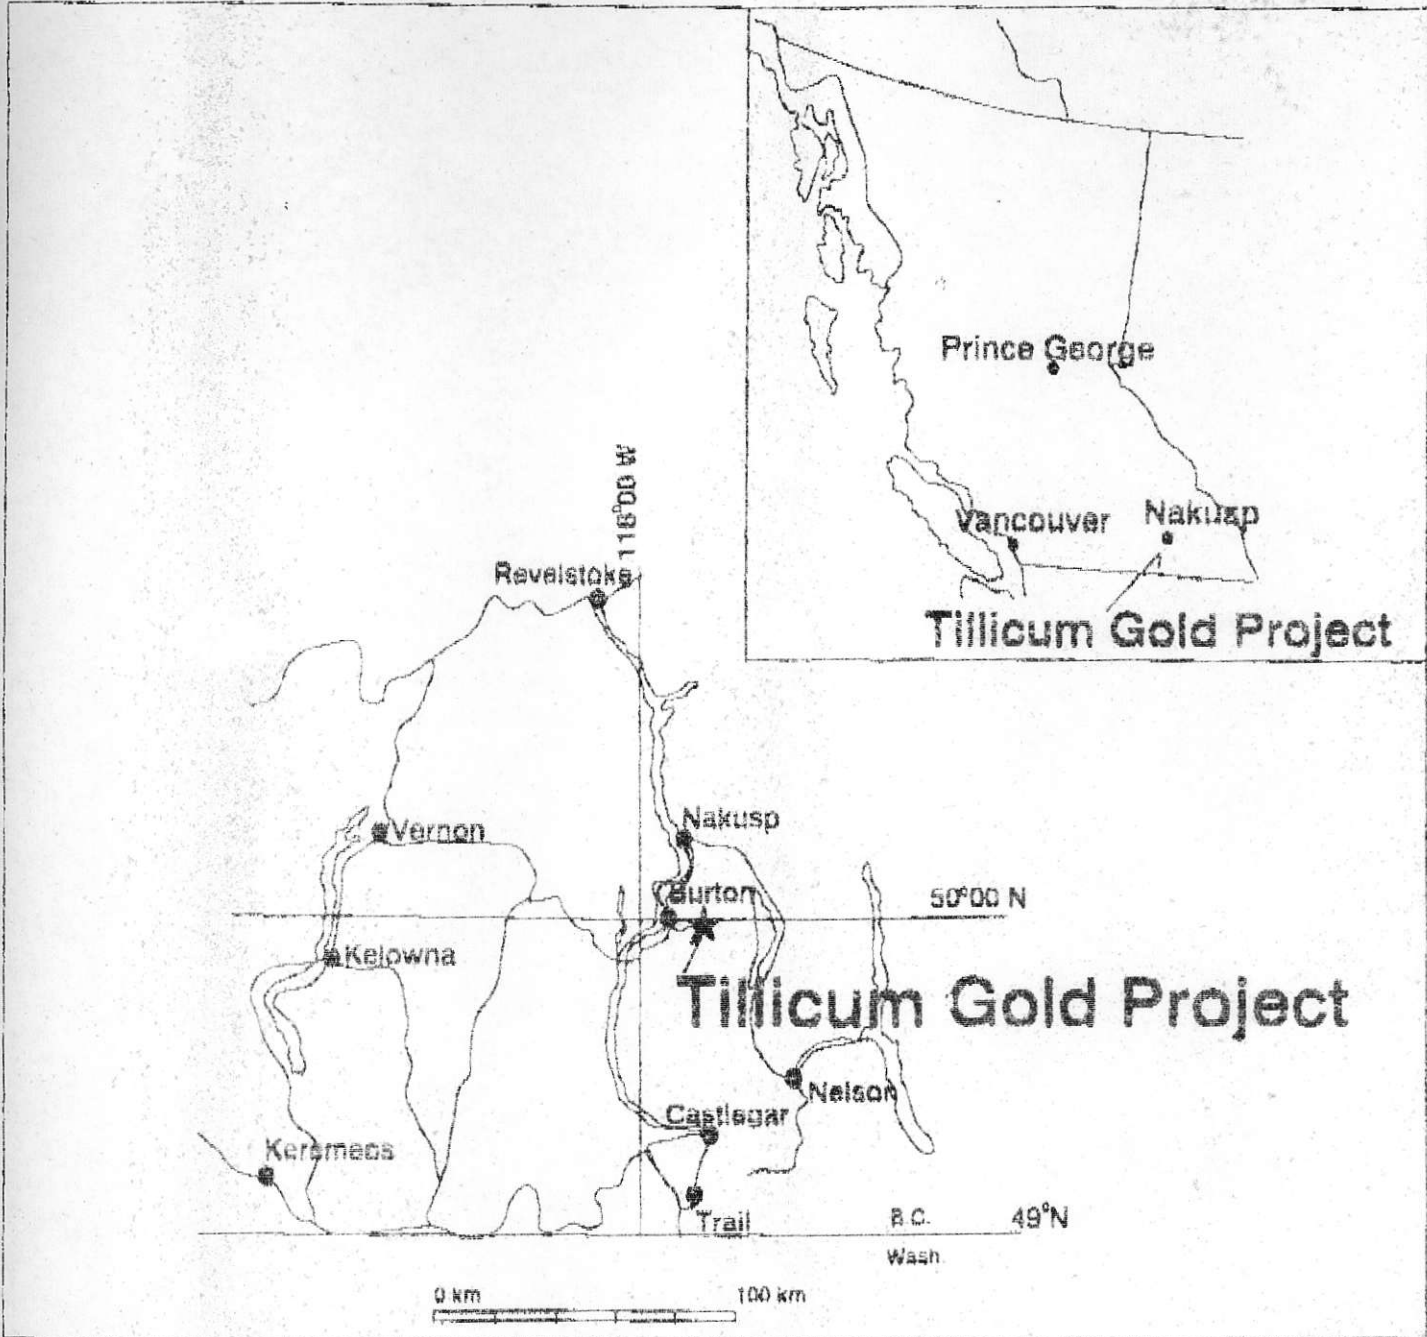 Prince George
Vancouver
Nakusp
Tillicum Gold Project
118°00 W
Revelstoke
Nakusp
Vernon
Burton
50°00 N
Kelowna
Tillicum Gold Project
Nelson
Castlegar
Keremeos
Trail
B.C.
49°N
Wash.
0 km
100 km